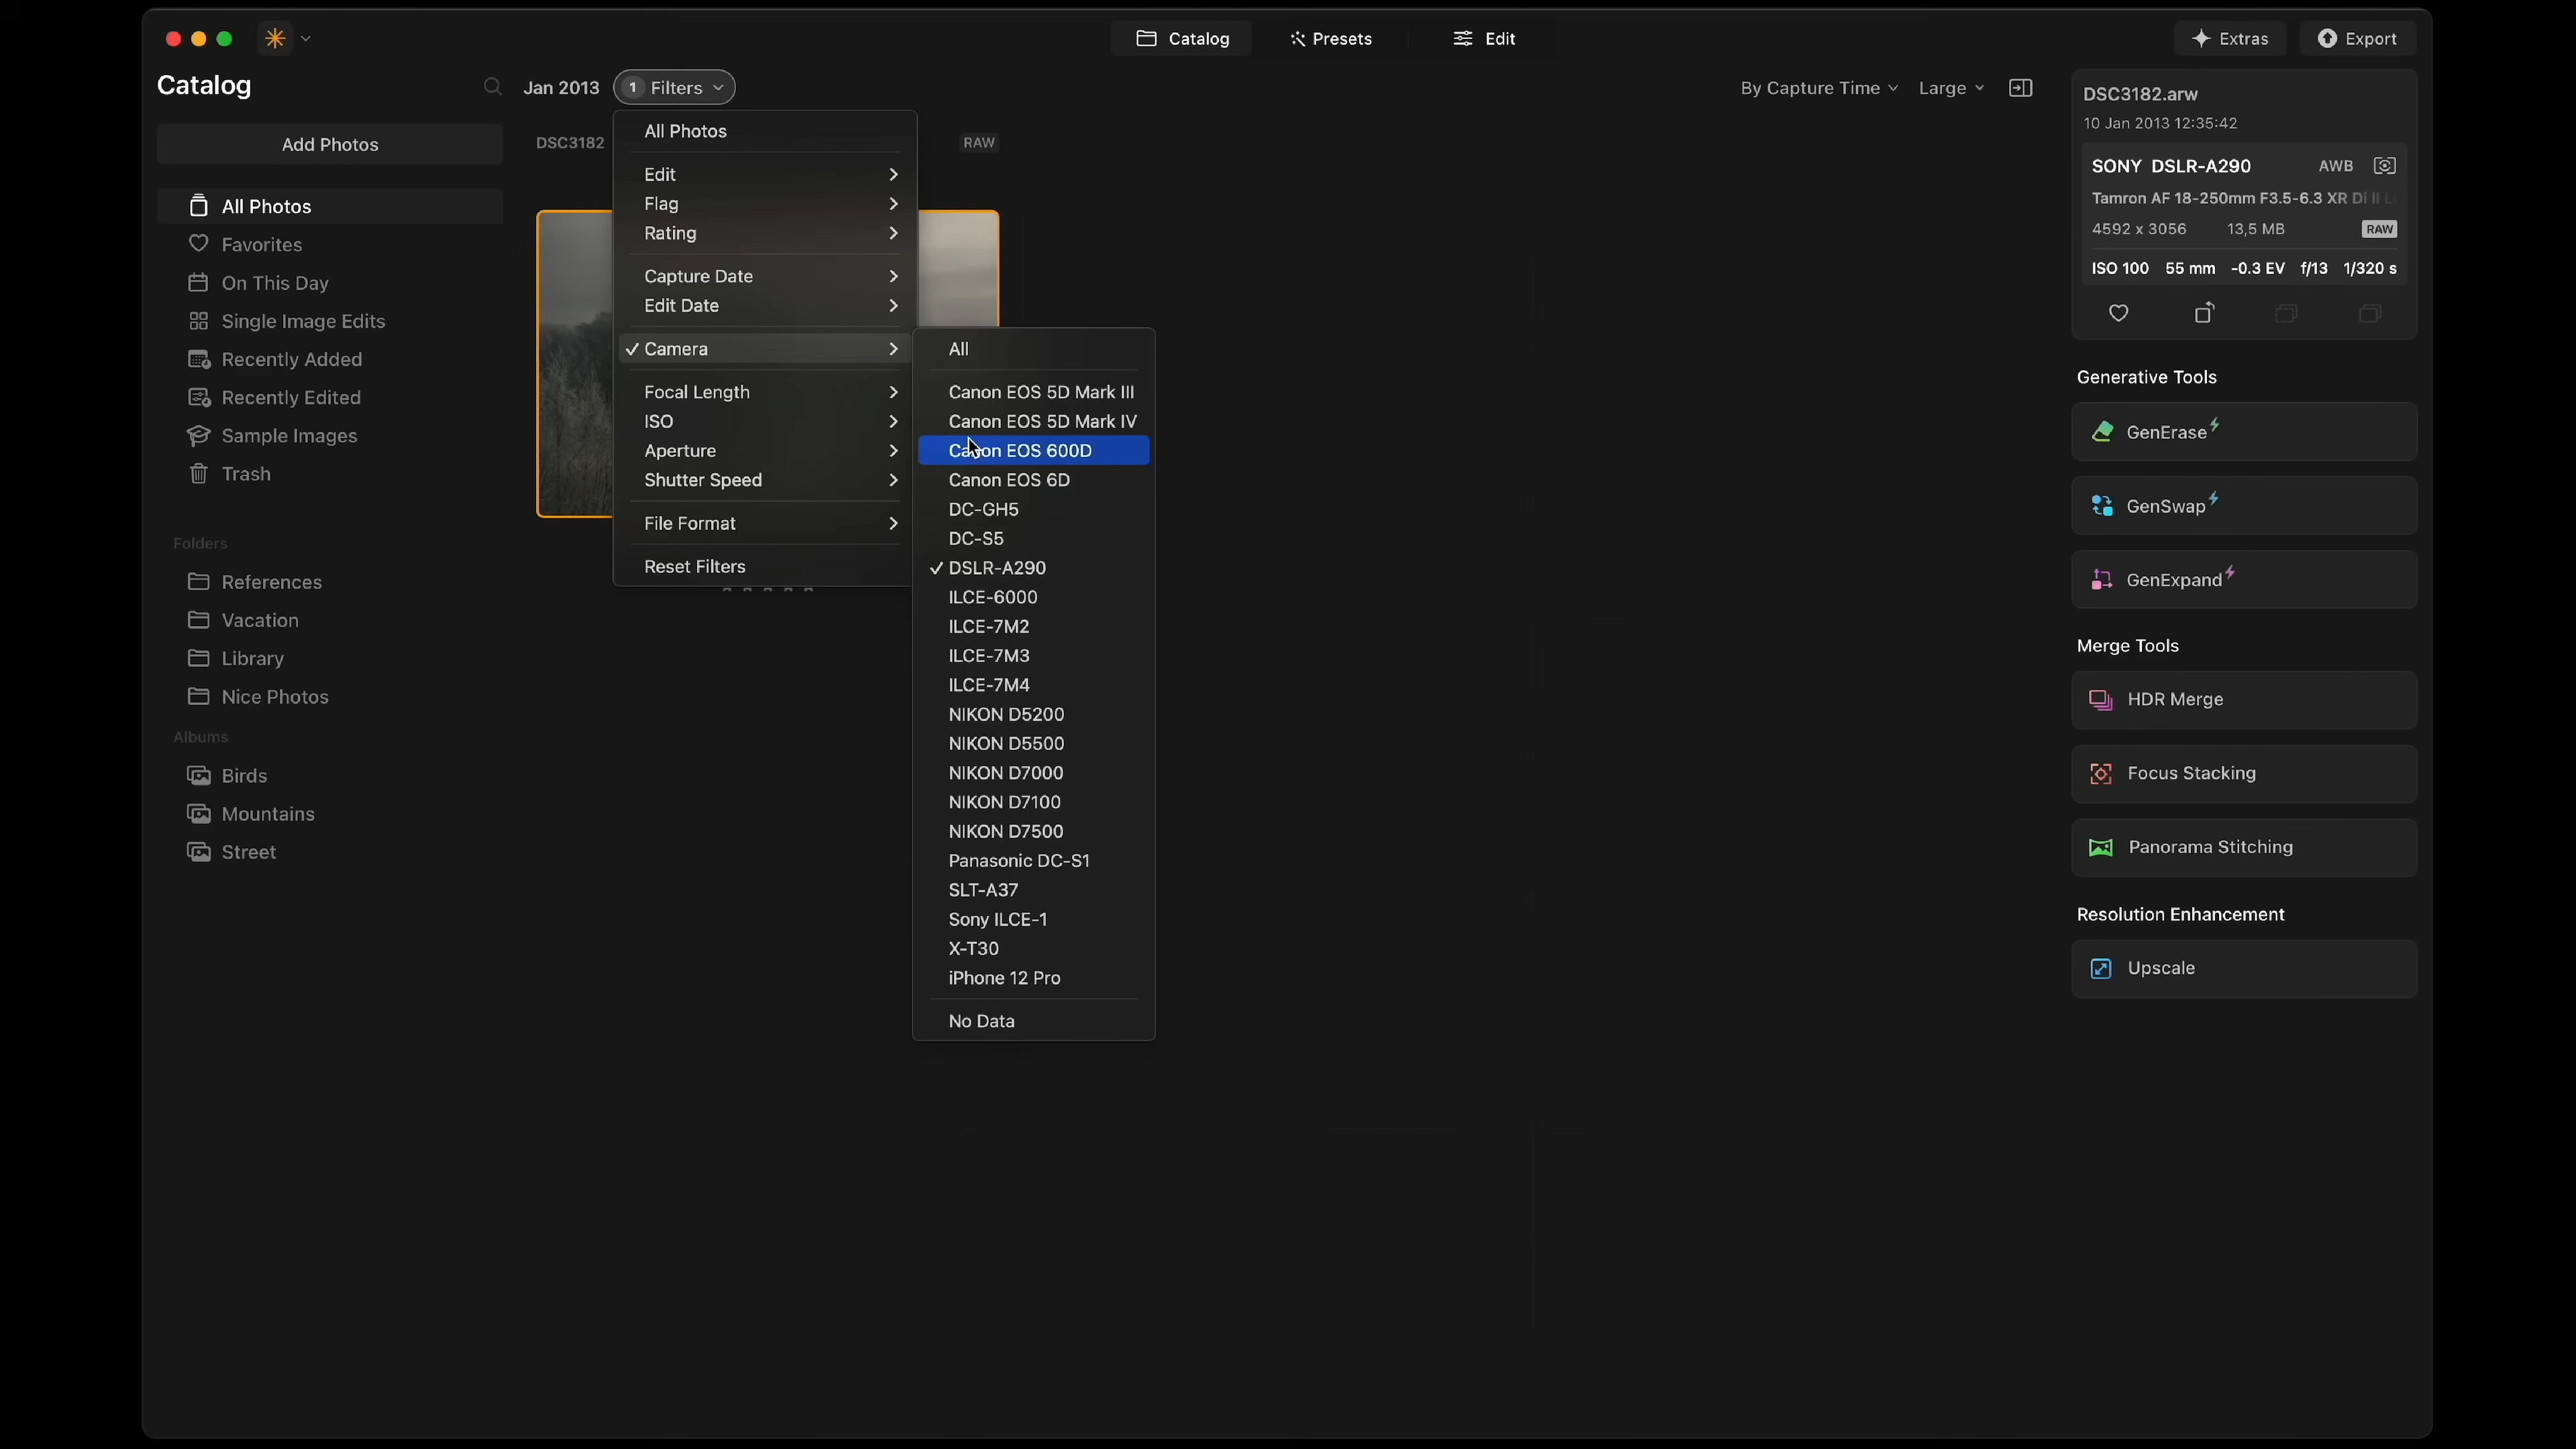 Catalog
Presets
Edit
Extras
Export
Catalog
Jan 2013
1 Filters
By Capture Time
Large
Add Photos
All Photos
Favorites
On This Day
Single Image Edits
Recently Added
Recently Edited
Sample Images
Trash
Folders
References
Vacation
Library
Nice Photos
Albums
Birds
Mountains
Street
DSC3182
RAW
All Photos
Edit
Flag
Rating
Capture Date
Edit Date
Camera
Focal Length
ISO
Aperture
Shutter Speed
File Format
Reset Filters
All
Canon EOS 5D Mark III
Canon EOS 5D Mark IV
Canon EOS 600D
Canon EOS 6D
DC-GH5
DC-S5
DSLR-A290
ILCE-6000
ILCE-7M2
ILCE-7M3
ILCE-7M4
NIKON D5200
NIKON D5500
NIKON D7000
NIKON D7100
NIKON D7500
Panasonic DC-S1
SLT-A37
Sony ILCE-1
X-T30
iPhone 12 Pro
No Data
DSC3182.arw
10 Jan 2013 12:35:42
SONY DSLR-A290 AWB
Tamron AF 18-250mm F3.5-6.3 XR Di II
4592 x 3056 13,5 MB RAW
ISO 100 55 mm -0.3 EV f/13 1/320 s
Generative Tools
GenErase
GenSwap
GenExpand
Merge Tools
HDR Merge
Focus Stacking
Panorama Stitching
Resolution Enhancement
Upscale